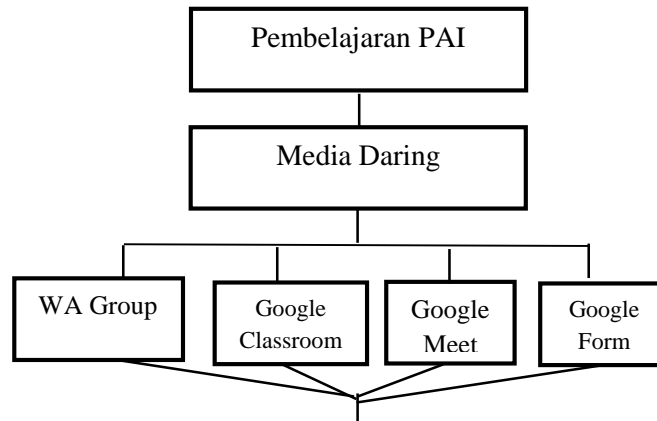 Pembelajaran PAI
Media Daring
WA Group
Google
Classroom
Google
Meet
Google
Form